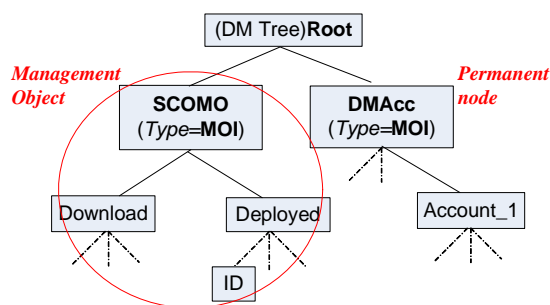 (DM Tree)Root
Management
Object
Permanent
node
SCOMO
(Type=MOI)
DMAcc
(Type=MOI)
Download
Deployed
Account_1
ID